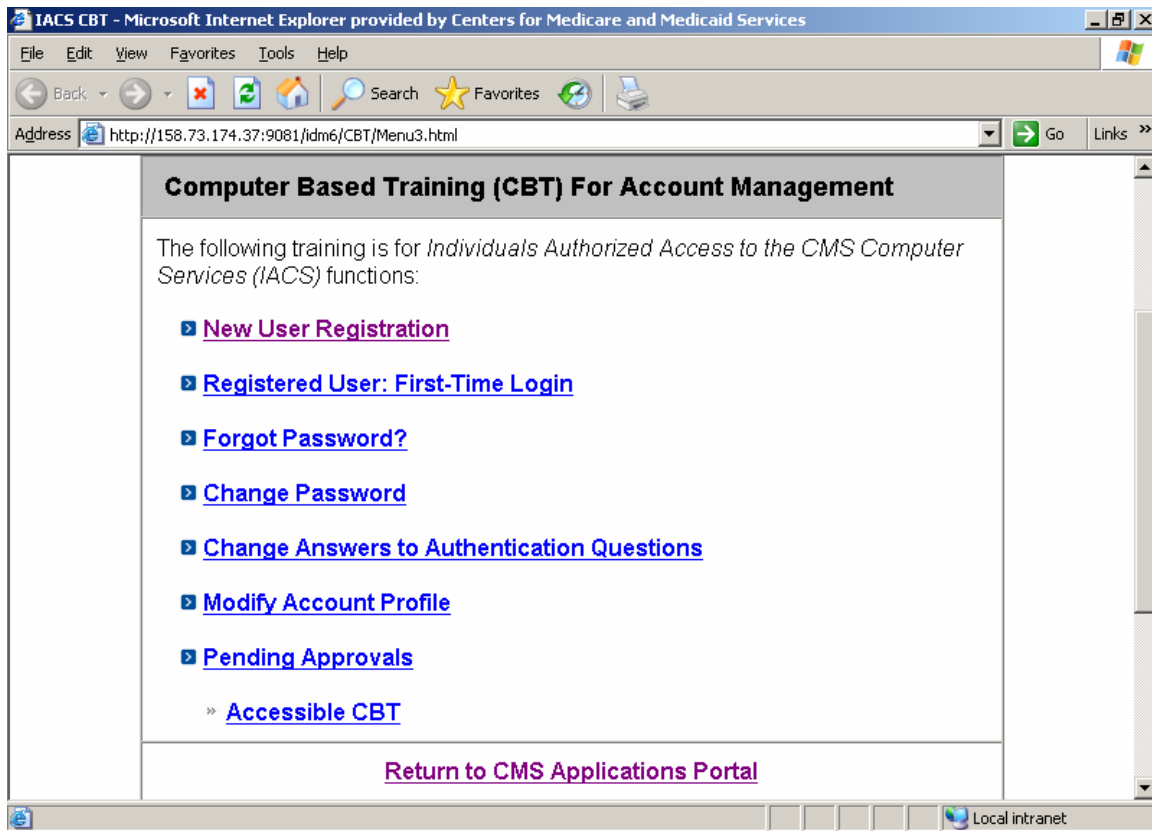 IACS CBT - Microsoft Internet Explorer provided by Centers for Medicare and Medicaid Services
File Edit View Favorites Tools Help
Back Search Favorites
Address http://158.73.174.37:9081/idm6/CBT/Menu3.html Go Links »
Computer Based Training (CBT) For Account Management
The following training is for Individuals Authorized Access to the CMS Computer
Services (IACS) functions:
New User Registration
Registered User: First-Time Login
Forgot Password?
Change Password
Change Answers to Authentication Questions
Modify Account Profile
Pending Approvals
» Accessible CBT
Return to CMS Applications Portal
Local intranet